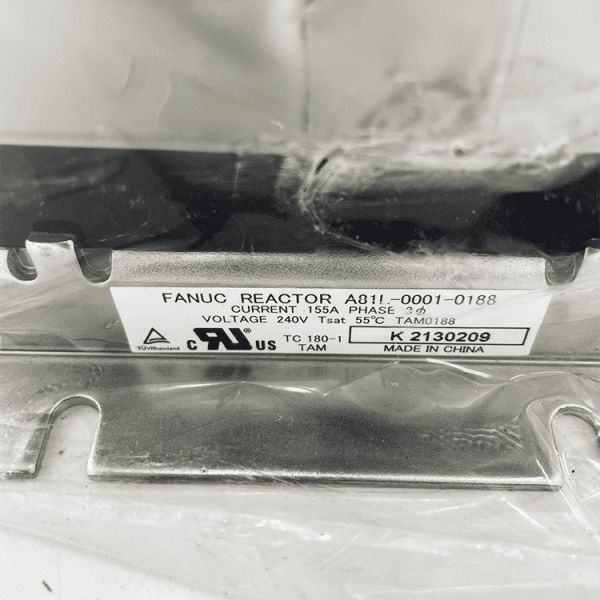 FANUC REACTOR A81L-0001-0188
CURRENT 155A PHASE 3ϕ
VOLTAGE 240V Tsat 55°C TAM0188
TÜVRheinland
c RU US
TC 180-1
TAM
K 2130209
MADE IN CHINA